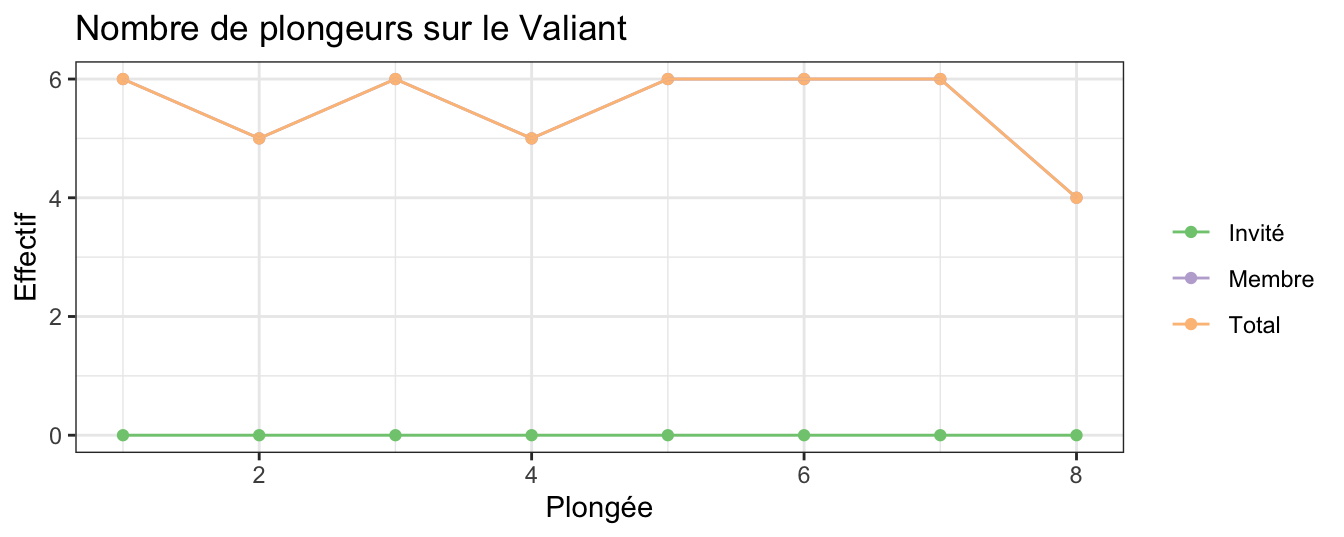 Nombre de plongeurs sur le Valiant
6
4
2
0
Effectif
2 4 6 8
Plongée
Invité
Membre
Total